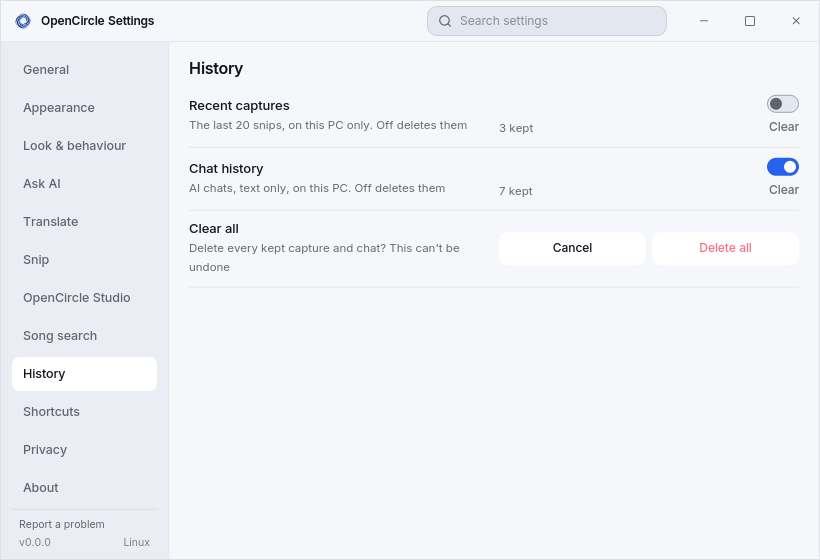 OpenCircle Settings
Search settings
General
Appearance
Look & behaviour
Ask AI
Translate
Snip
OpenCircle Studio
Song search
History
Shortcuts
Privacy
About
Report a problem
v0.0.0 Linux
History
Recent captures
The last 20 snips, on this PC only. Off deletes them
3 kept
Clear
Chat history
AI chats, text only, on this PC. Off deletes them
7 kept
Clear
Clear all
Delete every kept capture and chat? This can't be
undone
Cancel
Delete all